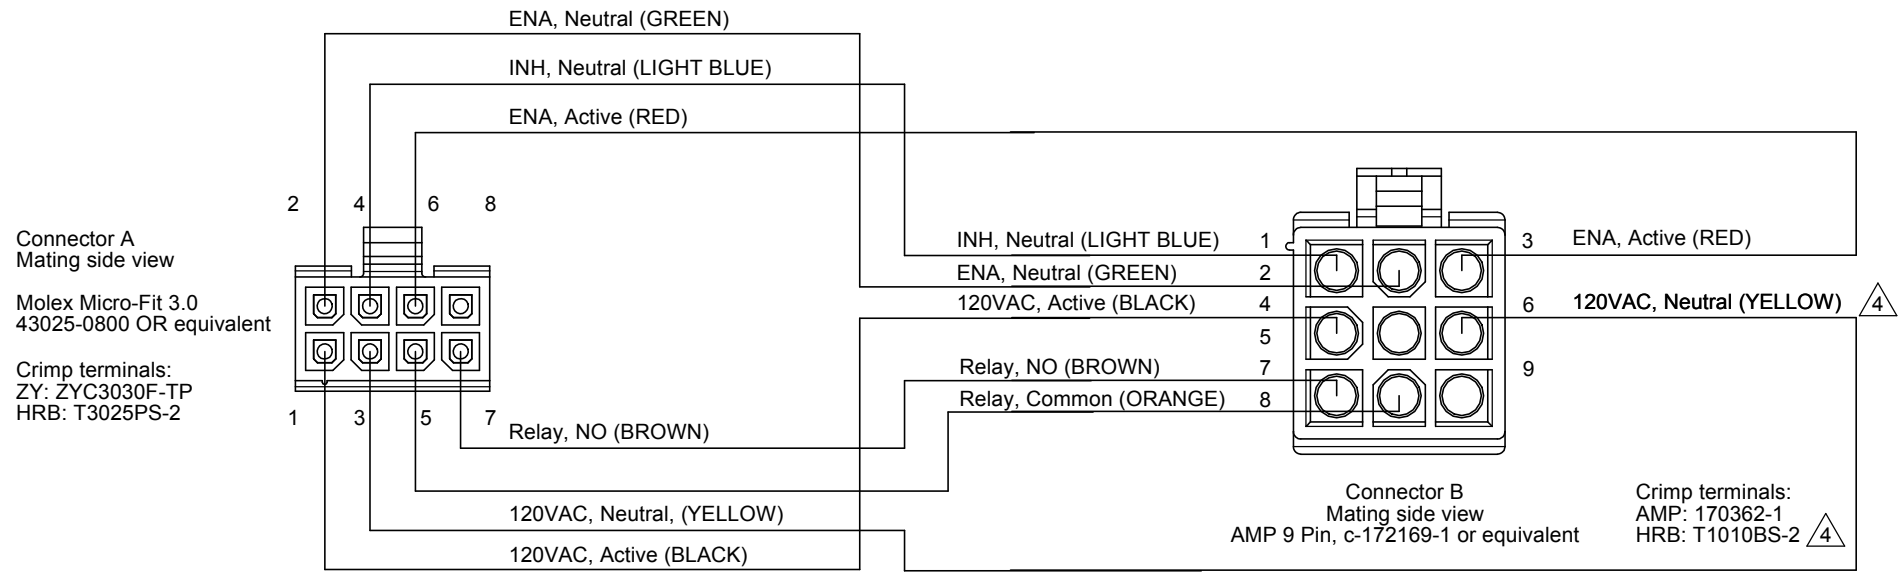 ENA, Neutral (GREEN)
INH, Neutral (LIGHT BLUE)
ENA, Active (RED)
2 4 6 8
Connector A
Mating side view
Molex Micro-Fit 3.0
43025-0800 OR equivalent
Crimp terminals:
ZY: ZYC3030F-TP
HRB: T3025PS-2
1 3 5 7
Relay, NO (BROWN)
120VAC, Neutral, (YELLOW)
120VAC, Active (BLACK)
INH, Neutral (LIGHT BLUE) 1
ENA, Neutral (GREEN) 2
120VAC, Active (BLACK) 4
5
Relay, NO (BROWN) 7
Relay, Common (ORANGE) 8
3 ENA, Active (RED)
6 120VAC, Neutral (YELLOW) 4
9
Connector B
Mating side view
AMP 9 Pin, c-172169-1 or equivalent
Crimp terminals:
AMP: 170362-1
HRB: T1010BS-2 4